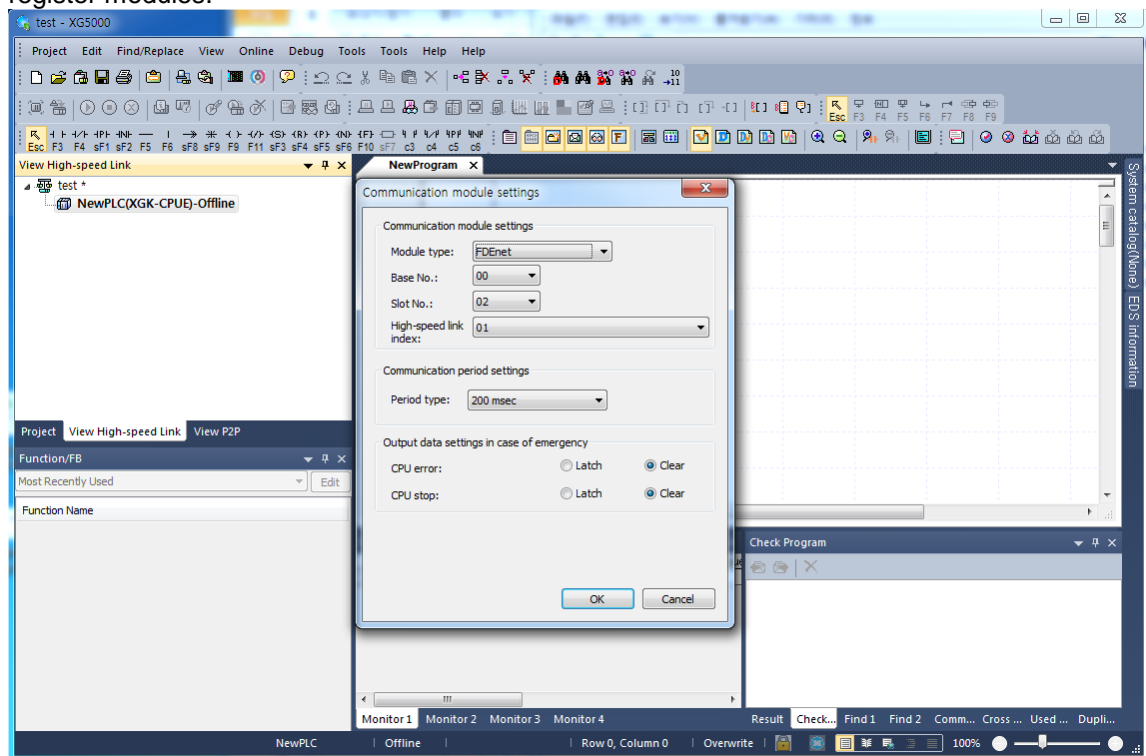 register modules.
test - XG5000
Project Edit Find/Replace View Online Debug Tools Tools Help Help
Esc F3 F4 F5 F6 F7 F8 F9
Esc F3 F4 sF1 sF2 F5 F6 sF8 sF9 F9 F11 sF3 sF4 sF5 sF6 F10 sF7 c3 c4 c5 c6
View High-speed Link
NewProgram
test *
NewPLC(XGK-CPUE)-Offline
Communication module settings
Communication module settings
Module type: FDEnet
Base No.: 00
Slot No.: 02
High-speed link
index: 01
Communication period settings
Period type: 200 msec
Output data settings in case of emergency
CPU error: Latch Clear
CPU stop: Latch Clear
OK Cancel
System catalog(None) EDS information
Project View High-speed Link View P2P
Function/FB
Most Recently Used Edit
Function Name
Check Program
Monitor 1 Monitor 2 Monitor 3 Monitor 4
Result Check... Find 1 Find 2 Comm... Cross ... Used ... Dupli...
NewPLC Offline Row 0, Column 0 Overwrite 100%